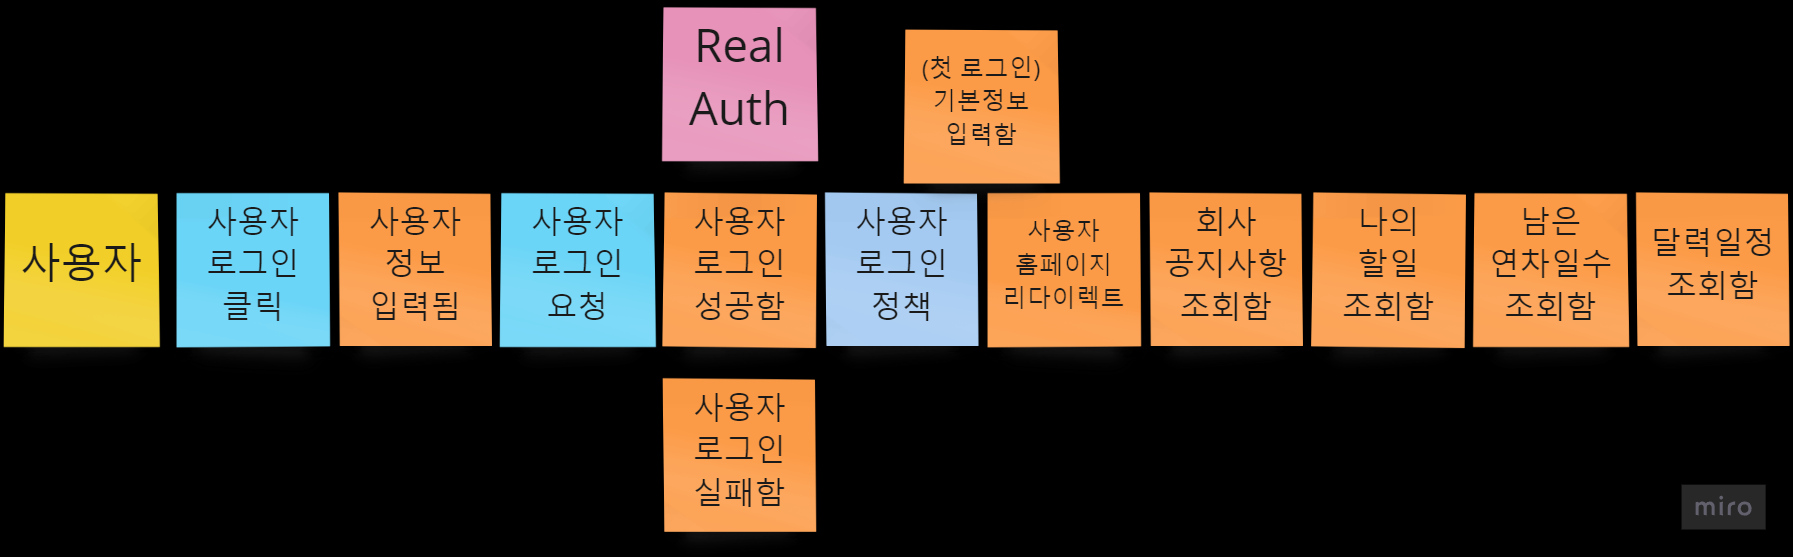 Real
Auth
(첫 로그인)
기본정보
입력함
사용자
사용자
로그인
클릭
사용자
정보
입력됨
사용자
로그인
요청
사용자
로그인
성공함
사용자
로그인
정책
사용자
홈페이지
리다이렉트
회사
공지사항
조회함
나의
할일
조회함
남은
연차일수
조회함
달력일정
조회함
사용자
로그인
실패함
miro